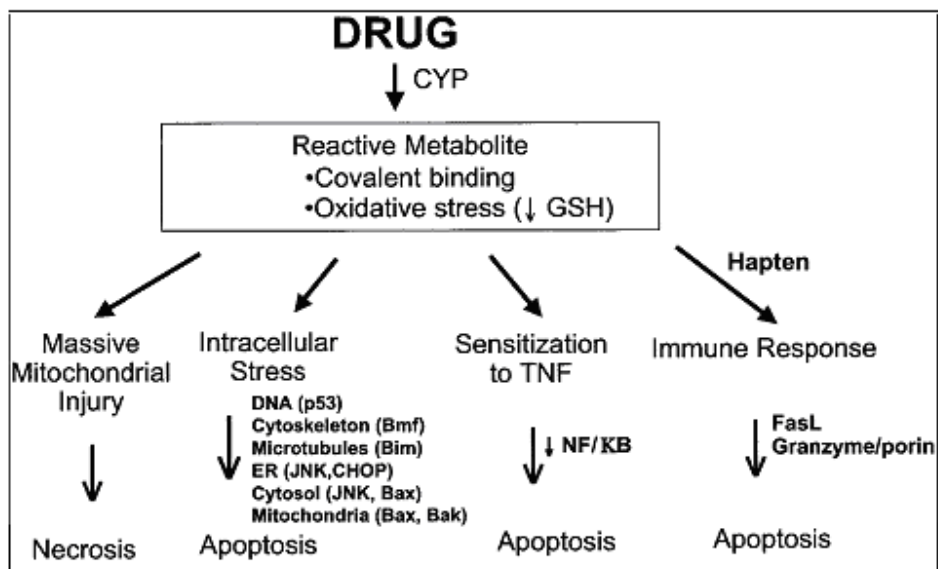 DRUG
CYP
Reactive Metabolite
•Covalent binding
•Oxidative stress (↓ GSH)
Hapten
Massive
Mitochondrial
Injury
Necrosis
Intracellular
Stress
DNA (p53)
Cytoskeleton (Bmf)
Microtubules (Bim)
ER (JNK,CHOP)
Cytosol (JNK, Bax)
Mitochondria (Bax, Bak)
Apoptosis
Sensitization
to TNF
↓ NF/KB
Apoptosis
Immune Response
FasL
Granzyme/porin
Apoptosis